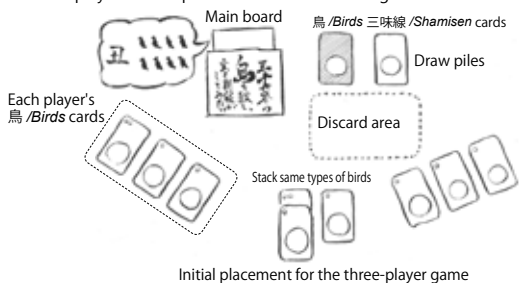 Main board
鳥 /Birds 三味線 /Shamisen cards
丑
Draw piles
Each player's
鳥 /Birds cards
Discard area
Stack same types of birds
Initial placement for the three-player game